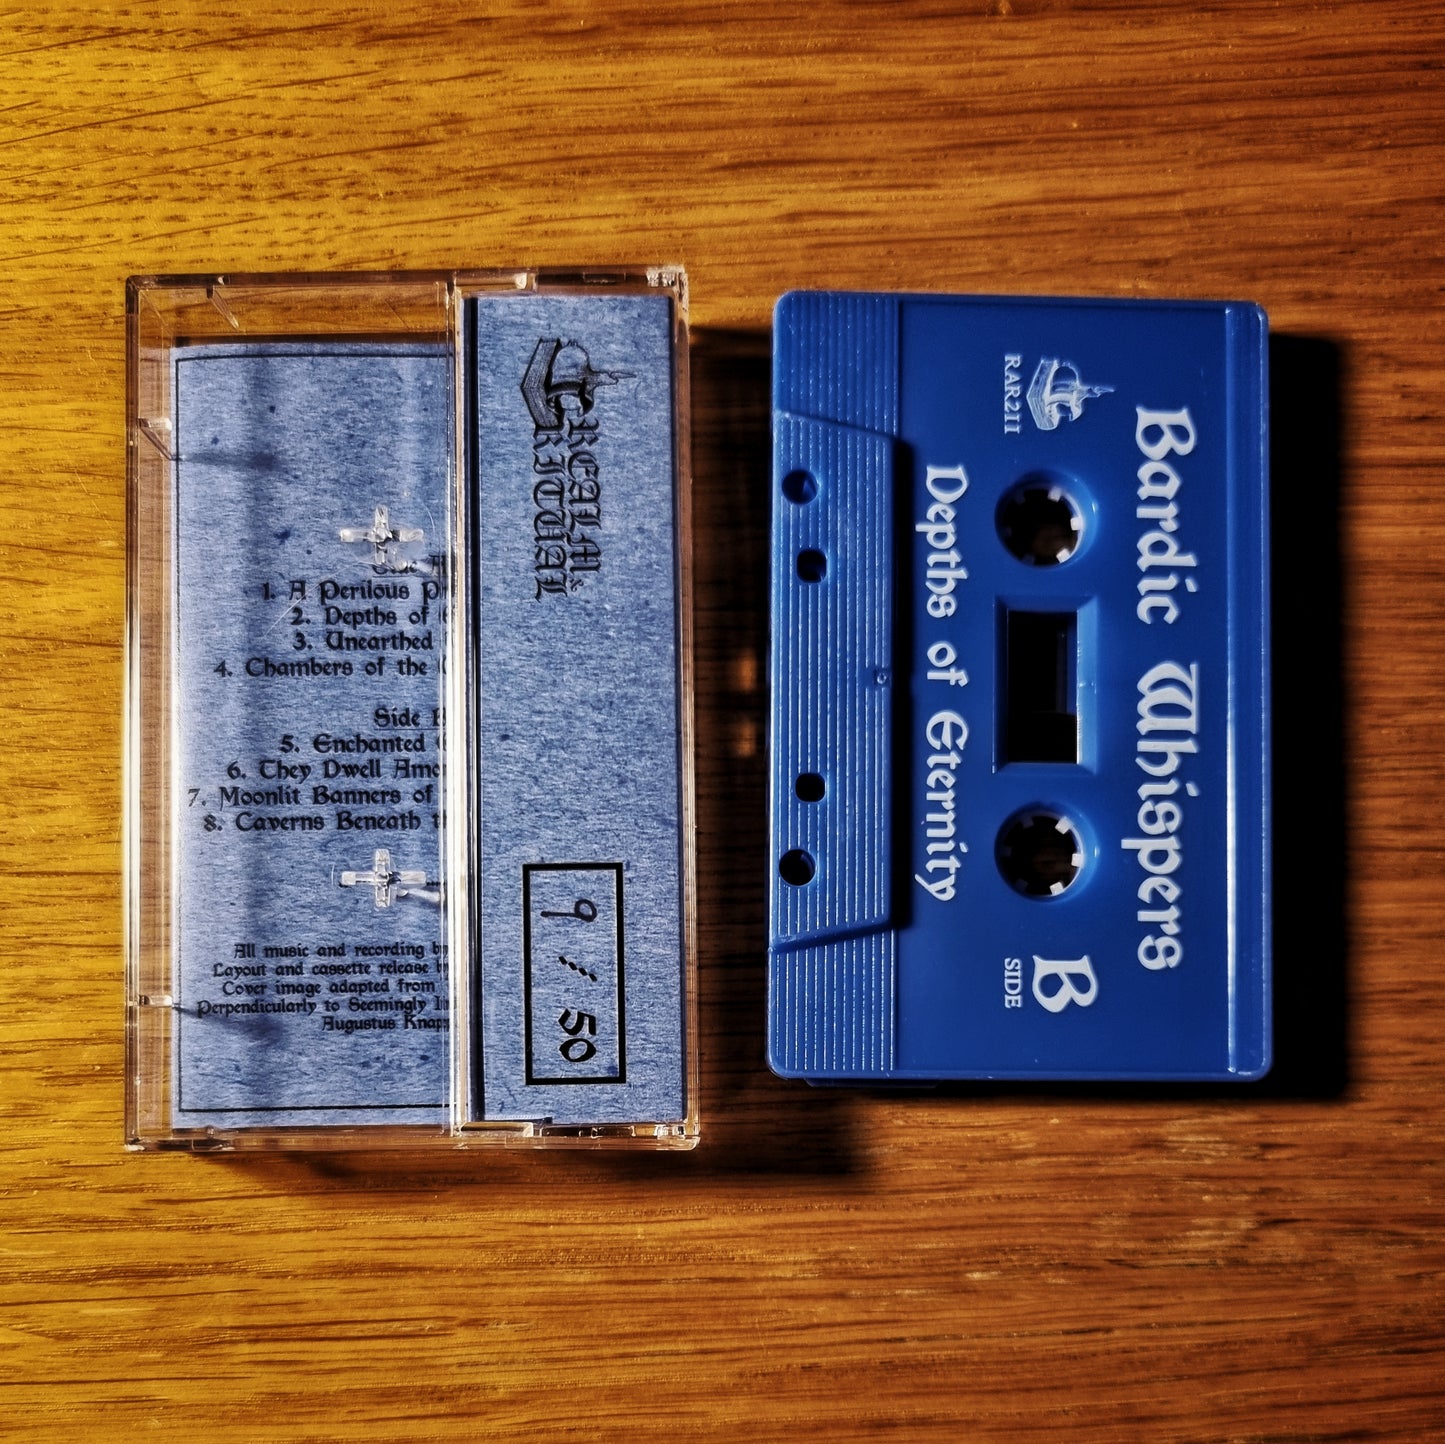 1. A Perilous
2. Depths of
3. Unearthed
4. Chambers of the
Side
5. Enchanted
6. They Dwell
7. Moonlit Banners of
8. Caverns Beneath
All music and recording
Layout and cassette release
Cover image adapted from
Perpendicularly to Seemingly
Augustus
REALM &
RITUAL
9 / 50
Bardic Whispers
Depths of Eternity
RAR211
B
SIDE